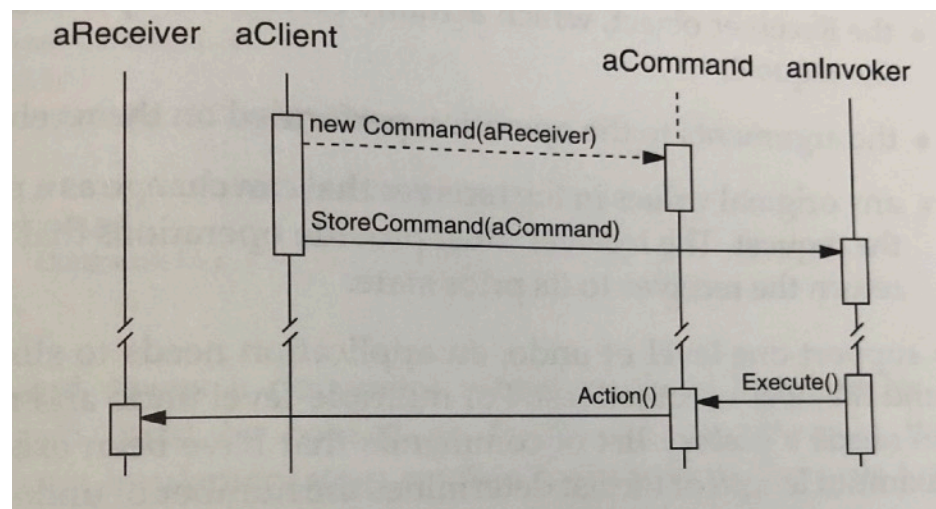 aReceiver aClient
aCommand anInvoker
new Command(aReceiver)
StoreCommand(aCommand)
Action() Execute()